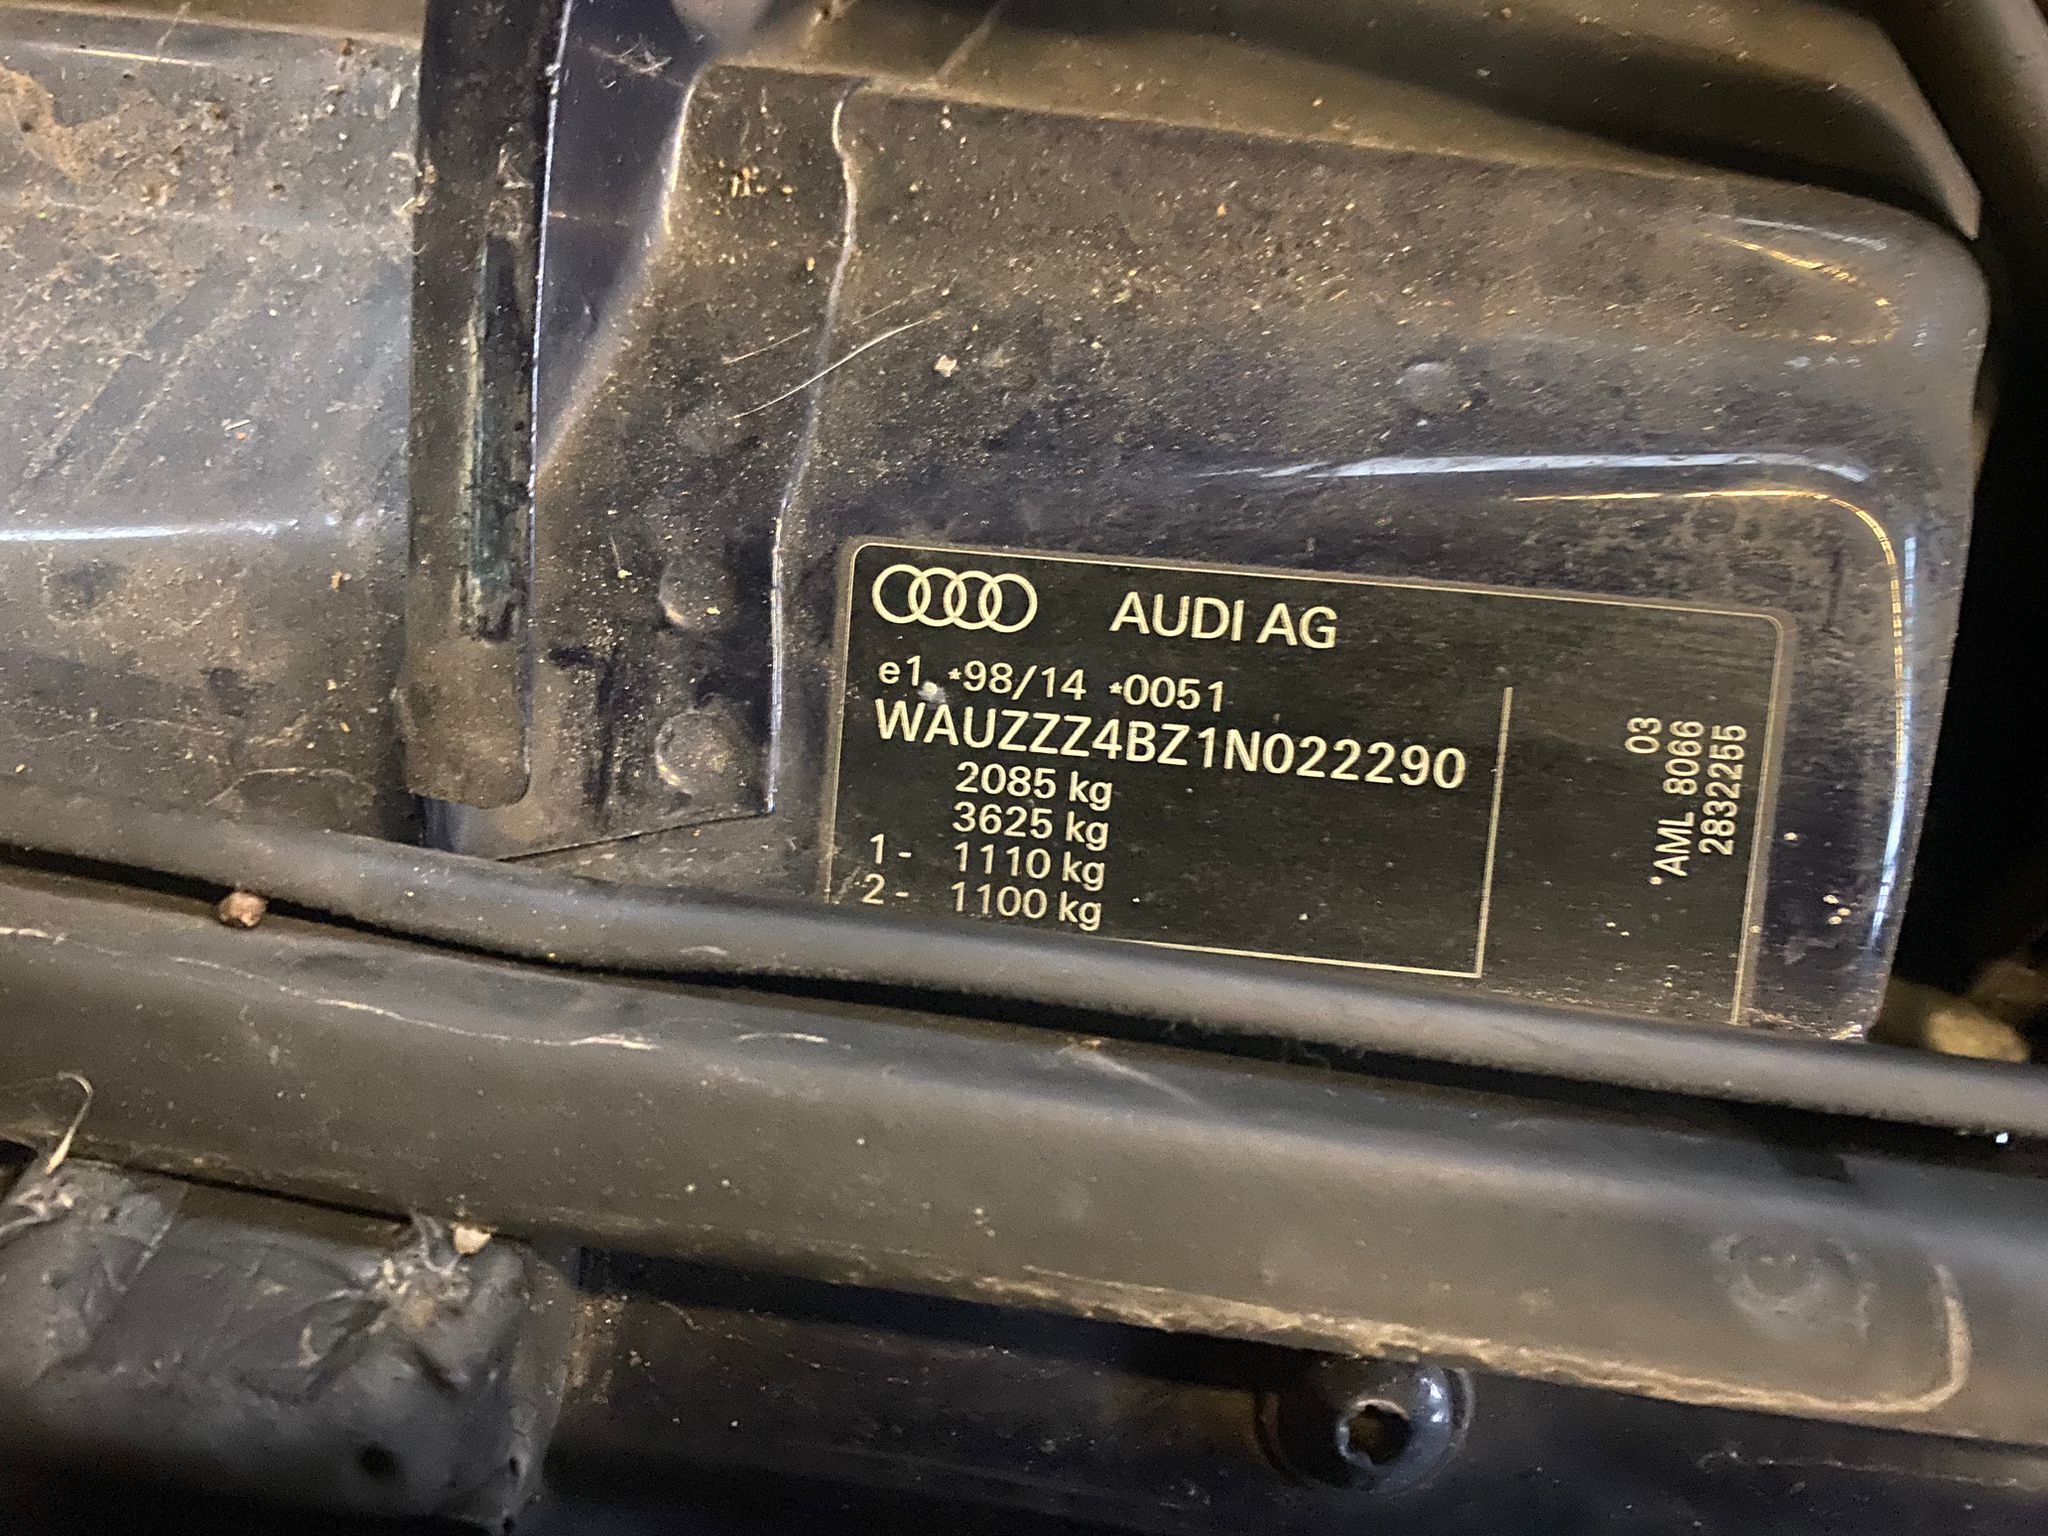 AUDI AG
e1 *98/14 *0051
WAUZZZ4BZ1N022290
2085 kg
3625 kg
1- 1110 kg
2- 1100 kg
03
AML 8066
2832255